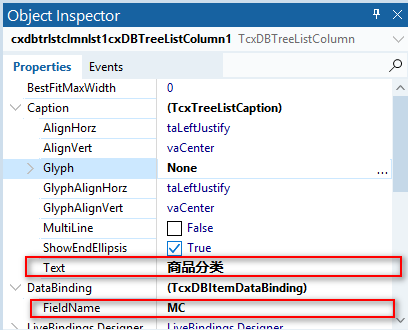 Object Inspector
cxdbtrlstclmnlst1cxDBTreeListColumn1 TcxDBTreeListColumn
Properties Events
BestFitMaxWidth 0
Caption (TcxTreeListCaption)
AlignHorz taLeftJustify
AlignVert vaCenter
Glyph None ...
GlyphAlignHorz taLeftJustify
GlyphAlignVert vaCenter
MultiLine False
ShowEndEllipsis True
Text 商品分类
DataBinding (TcxDBItemDataBinding)
FieldName MC
LiveBindings Designer LiveBindings Designer